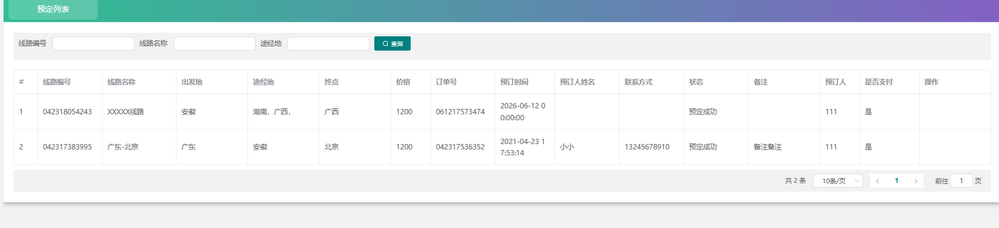 预定列表
线路编号 线路名称 途经地 查询
# 线路编号 线路名称 出发地 途经地 终点 价格 订单号 预订时间 预订人姓名 联系方式 状态 备注 预订人 是否支付 操作
1 042318054243 XXXXX线路 安徽 湖南，广西， 广西 1200 061217573474 2026-06-12 0
0:00:00 预定成功 111 是
2 042317383995 广东-北京 广东 安徽 北京 1200 042317536352 2021-04-23 1
7:53:14 小小 13245678910 预定成功 备注备注 111 是
共 2 条 10条/页 1 前往 1 页